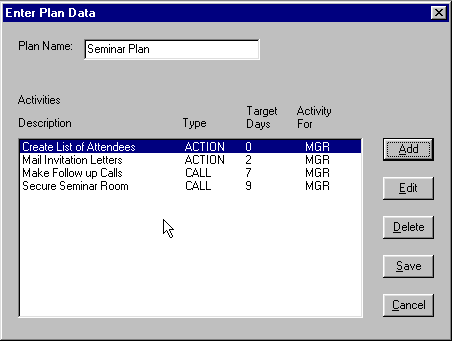 Enter Plan Data
Plan Name: Seminar Plan
Activities
Description Type Target Days Activity For
Create List of Attendees ACTION 0 MGR
Mail Invitation Letters ACTION 2 MGR
Make Follow up Calls CALL 7 MGR
Secure Seminar Room CALL 9 MGR
Add
Edit
Delete
Save
Cancel